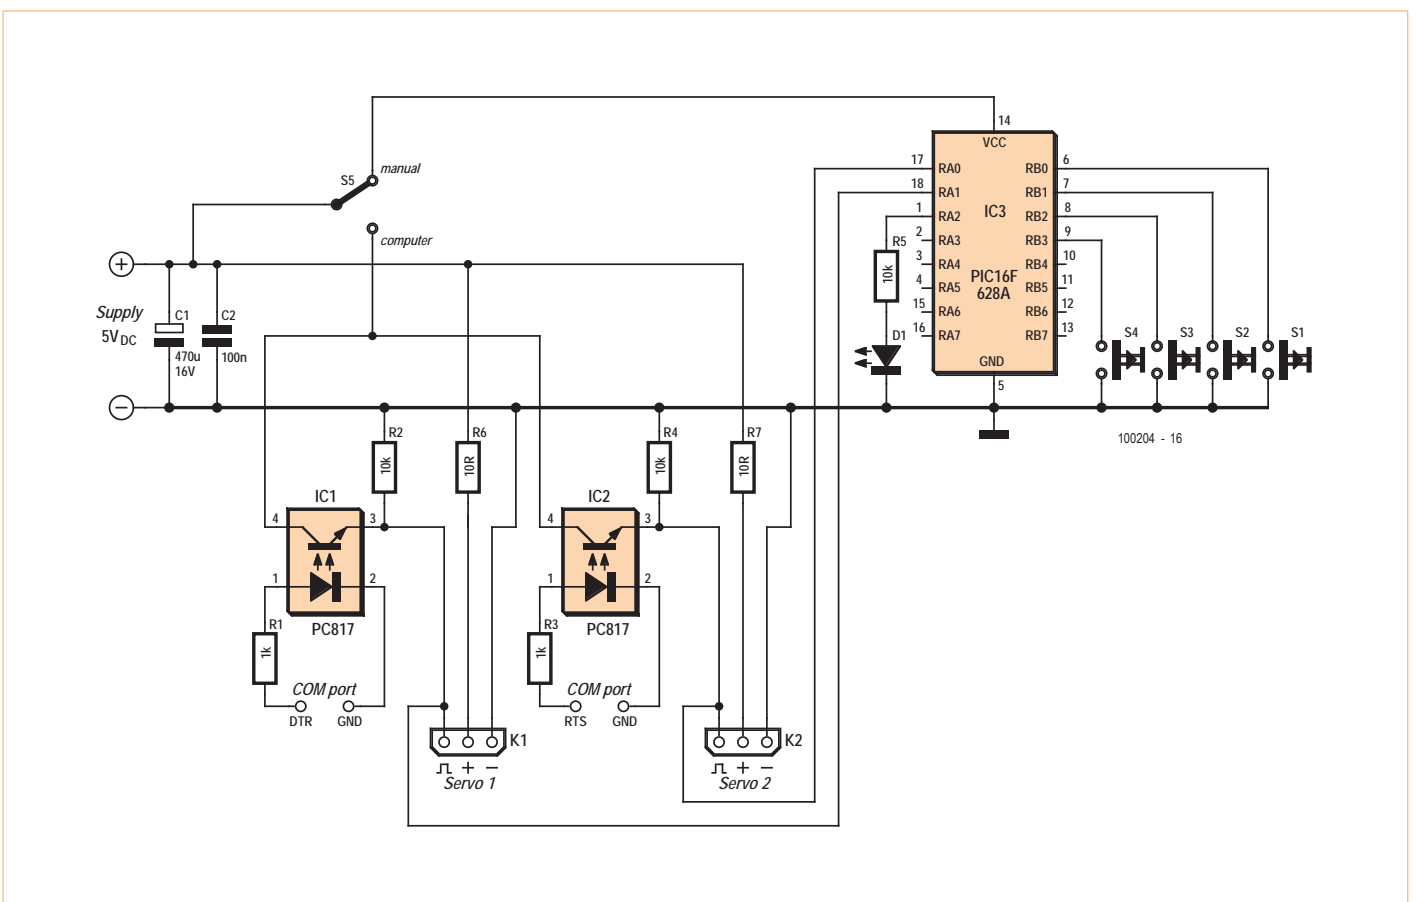 14
VCC
manual
S5
17
RA0
RB0
6
18
RA1
RB1
7
IC3
1
RA2
RB2
8
computer
R5
2
RA3
RB3
9
10k
3
RA4
RB4
10
PIC16F
628A
4
RA5
RB5
11
Supply
5VDC
C1
C2
15
RA6
RB6
12
470u
16V
100n
16
RA7
RB7
13
D1
S4
S3
S2
S1
GND
5
+
−
R2
10k
R6
10R
R4
10k
R7
10R
100204 - 16
IC1
4
3
1
2
PC817
IC2
4
3
1
2
PC817
R1
1k
COM port
DTR
GND
R3
1k
COM port
RTS
GND
K1
+ −
Servo 1
K2
+ −
Servo 2